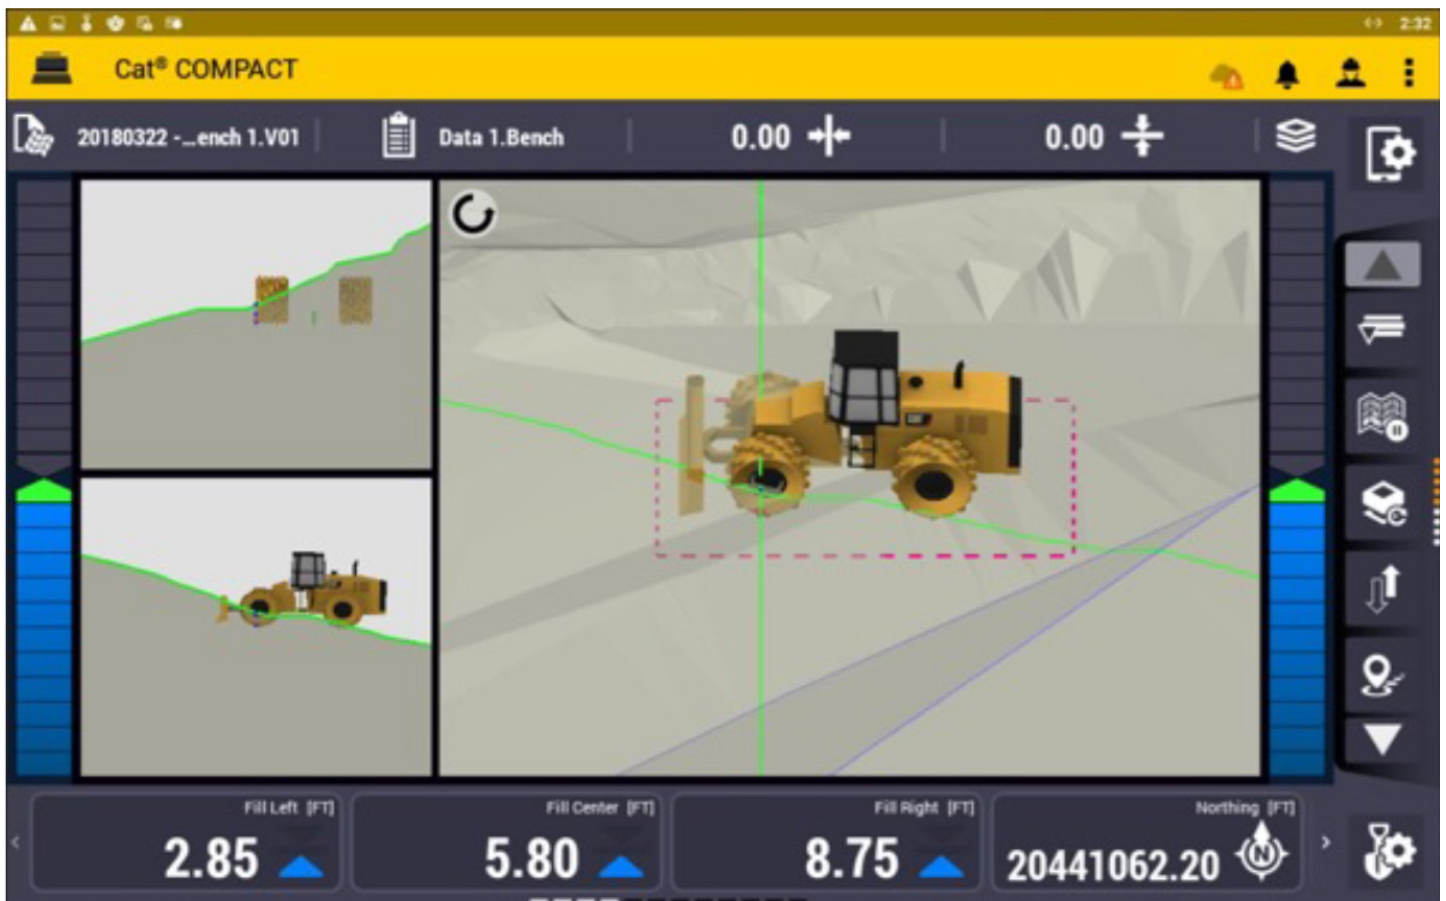 2:32
Cat® COMPACT
20180322 -...ench 1.V01
Data 1.Bench
0.00
0.00
Fill Left [FT]
2.85
Fill Center [FT]
5.80
Fill Right [FT]
8.75
Northing [FT]
20441062.20
N